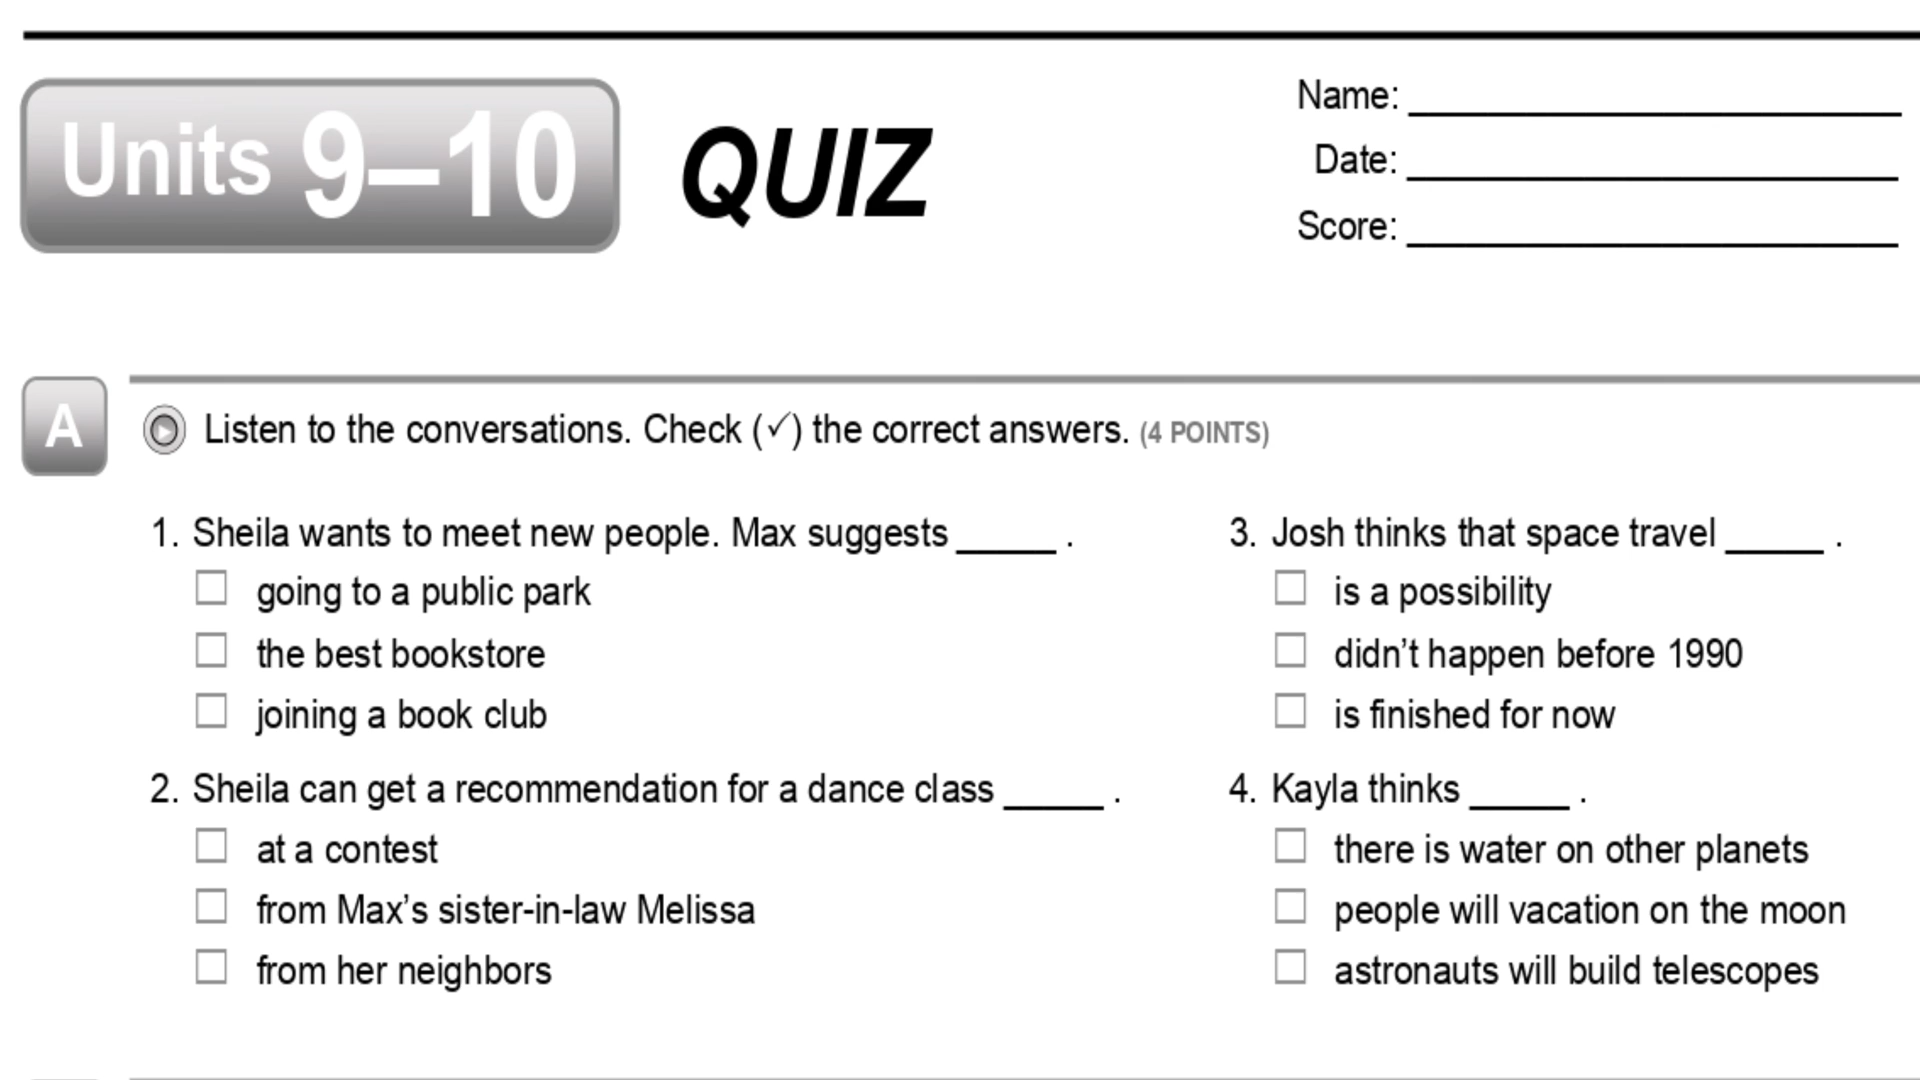 Units 9–10
QUIZ
Name:
Date:
Score:
A
Listen to the conversations. Check (✓) the correct answers. (4 POINTS)
1. Sheila wants to meet new people. Max suggests _____ .
☐ going to a public park
☐ the best bookstore
☐ joining a book club
2. Sheila can get a recommendation for a dance class _____ .
☐ at a contest
☐ from Max’s sister-in-law Melissa
☐ from her neighbors
3. Josh thinks that space travel _____ .
☐ is a possibility
☐ didn’t happen before 1990
☐ is finished for now
4. Kayla thinks _____ .
☐ there is water on other planets
☐ people will vacation on the moon
☐ astronauts will build telescopes